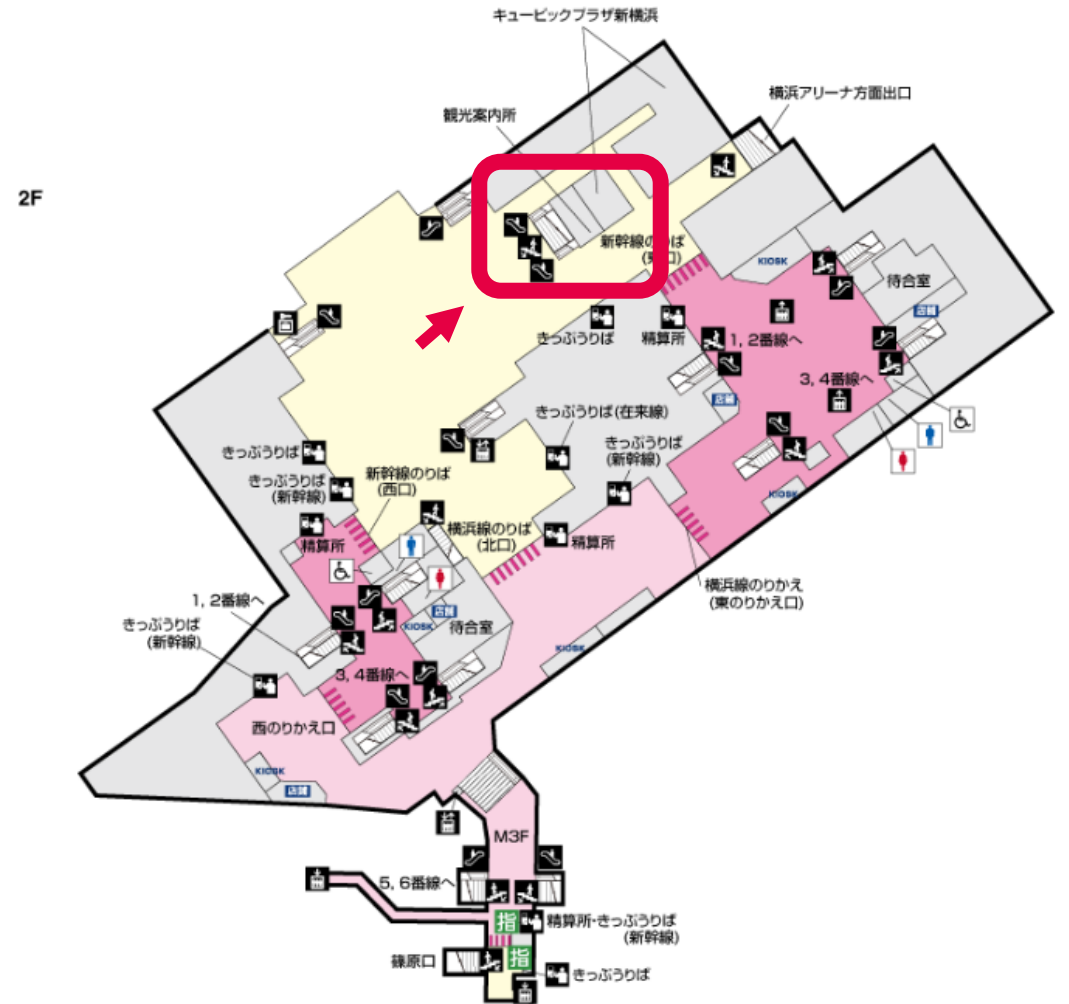 キュービックプラザ新横浜
横浜アリーナ方面出口
観光案内所
2F
新幹線のりば
(東口)
KIOSK
待合室
店舗
きっぷうりば
精算所
1, 2番線へ
3, 4番線へ
店舗
きっぷうりば(在来線)
きっぷうりば
(新幹線)
きっぷうりば
新幹線のりば
(西口)
きっぷうりば
(新幹線)
KIOSK
横浜線のりば
(北口)
精算所
精算所
横浜線のりかえ
(東のりかえ口)
1, 2番線へ
店舗
KIOSK
待合室
きっぷうりば
(新幹線)
KIOSK
3, 4番線へ
西のりかえ口
KIOSK
店舗
M3F
5, 6番線へ
指
精算所・きっぷうりば
(新幹線)
篠原口
指
きっぷうりば